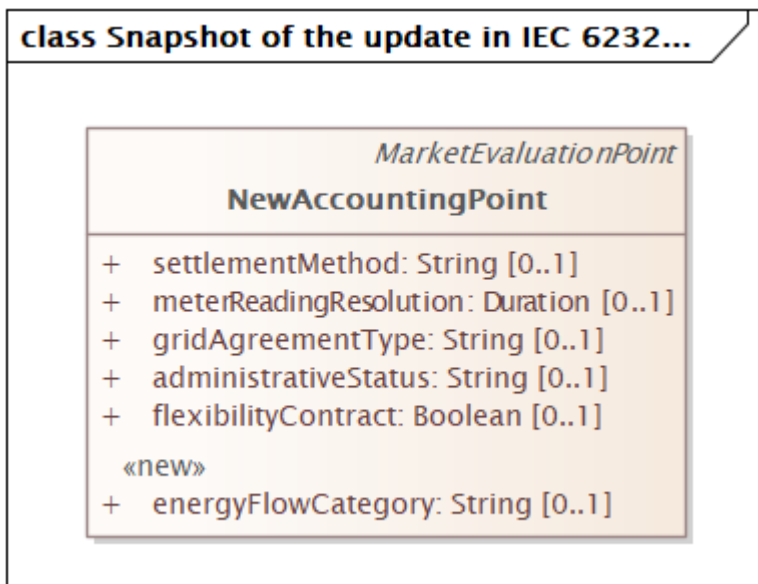 class Snapshot of the update in IEC 6232...
MarketEvaluationPoint
NewAccountingPoint
+ settlementMethod: String [0..1]
+ meterReadingResolution: Duration [0..1]
+ gridAgreementType: String [0..1]
+ administrativeStatus: String [0..1]
+ flexibilityContract: Boolean [0..1]
«new»
+ energyFlowCategory: String [0..1]